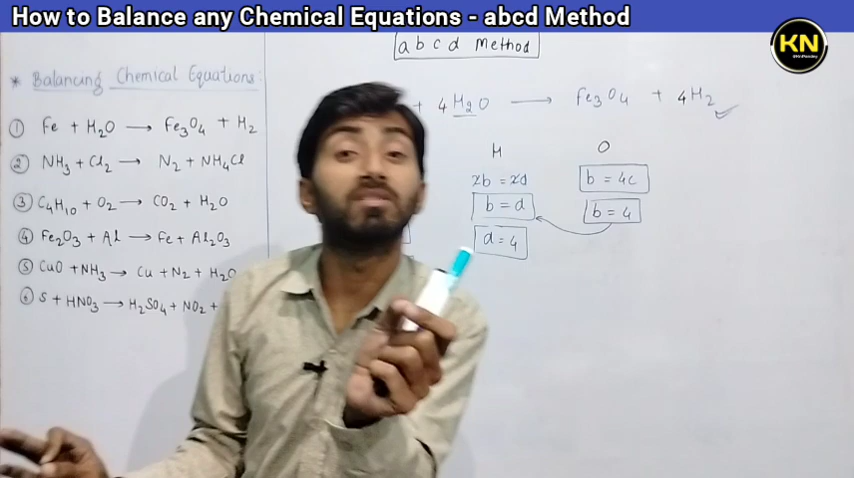 How to Balance any Chemical Equations - abcd Method
KN
a b c d Method
* Balancing Chemical Equations:
+ 4H2O ⟶ Fe3O4 + 4H2 ✓
① Fe + H2O → Fe3O4 + H2
② NH3 + Cl2 → N2 + NH4Cl
③ C4H10 + O2 → CO2 + H2O
④ Fe2O3 + Al → Fe + Al2O3
⑤ CuO + NH3 → Cu + N2 + H2O
⑥ S + HNO3 → H2SO4 + NO2 +
H
2b = 2d
b = d
d = 4
O
b = 4c
b = 4